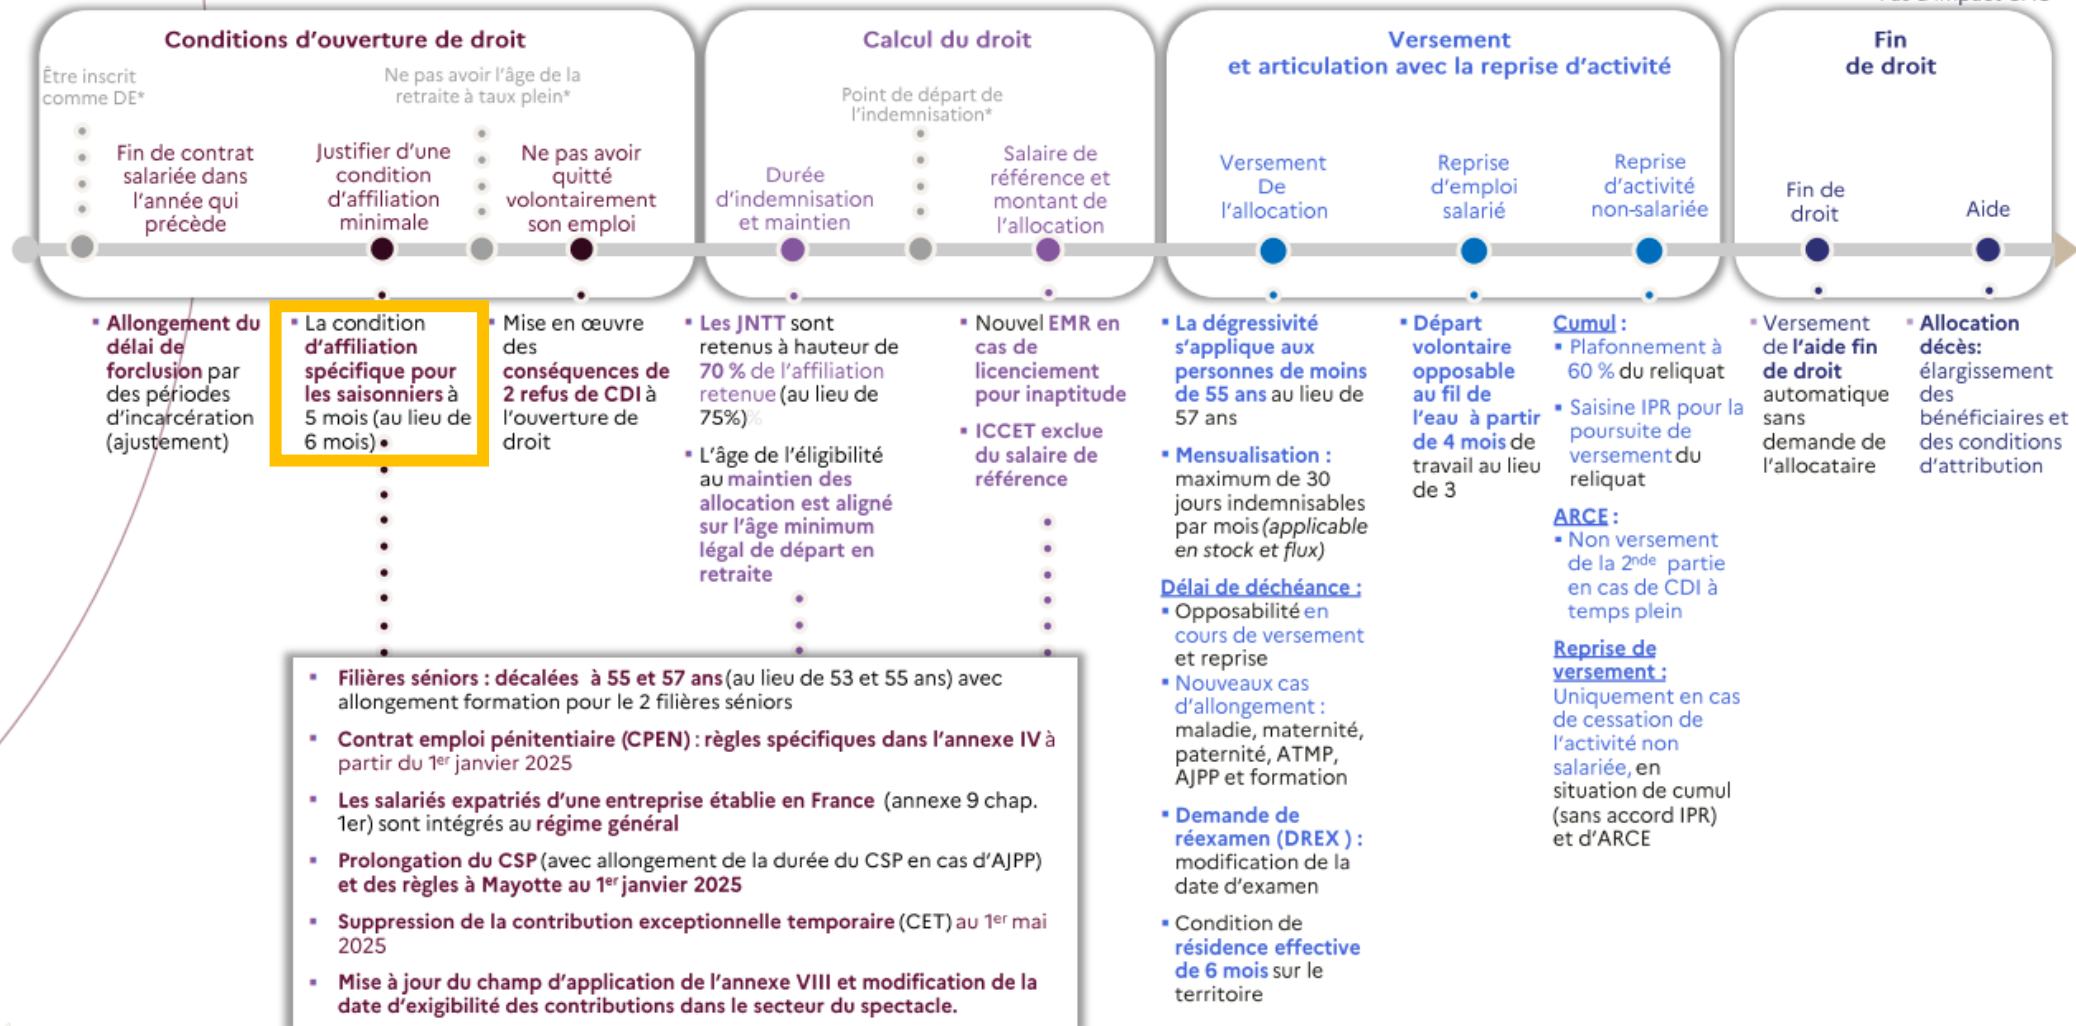 Conditions d'ouverture de droit
Être inscrit
comme DE*
Ne pas avoir l'âge de la
retraite à taux plein*
Fin de contrat
salariée dans
l'année qui
précède
Justifier d'une
condition
d'affiliation
minimale
Ne pas avoir
quitté
volontairement
son emploi
Calcul du droit
Point de départ de
l'indemnisation*
Durée
d'indemnisation
et maintien
Salaire de
référence et
montant de
l'allocation
Versement
et articulation avec la reprise d'activité
Versement
De
l'allocation
Reprise
d'emploi
salarié
Reprise
d'activité
non-salariée
Fin
de droit
Fin de
droit
Aide
▪ Allongement du
délai de
forclusion par
des périodes
d'incarcération
(ajustement)
▪ La condition
d'affiliation
spécifique pour
les saisonniers à
5 mois (au lieu de
6 mois)
▪ Mise en œuvre
des
conséquences de
2 refus de CDI à
l'ouverture de
droit
▪ Les JNTT sont
retenus à hauteur de
70 % de l'affiliation
retenue (au lieu de
75%)%
▪ L'âge de l'éligibilité
au maintien des
allocation est aligné
sur l'âge minimum
légal de départ en
retraite
▪ Nouvel EMR en
cas de
licenciement
pour inaptitude
▪ ICCET exclue
du salaire de
référence
▪ La dégressivité
s'applique aux
personnes de moins
de 55 ans au lieu de
57 ans
▪ Mensualisation :
maximum de 30
jours indemnisables
par mois (applicable
en stock et flux)
Délai de déchéance :
▪ Opposabilité en
cours de versement
et reprise
▪ Nouveaux cas
d'allongement :
maladie, maternité,
paternité, ATMP,
AJPP et formation
▪ Demande de
réexamen (DREX ) :
modification de la
date d'examen
▪ Condition de
résidence effective
de 6 mois sur le
territoire
▪ Départ
volontaire
opposable
au fil de
l'eau à partir
de 4 mois de
travail au lieu
de 3
Cumul :
▪ Plafonnement à
60 % du reliquat
▪ Saisine IPR pour la
poursuite de
versement du
reliquat
ARCE :
▪ Non versement
de la 2nde partie
en cas de CDI à
temps plein
Reprise de
versement :
Uniquement en cas
de cessation de
l'activité non
salariée, en
situation de cumul
(sans accord IPR)
et d'ARCE
▪ Versement
de l'aide fin
de droit
automatique
sans
demande de
l'allocataire
▪ Allocation
décès:
élargissement
des
bénéficiaires et
des conditions
d'attribution
▪ Filières séniors : décalées à 55 et 57 ans (au lieu de 53 et 55 ans) avec
allongement formation pour le 2 filières séniors
▪ Contrat emploi pénitentiaire (CPEN) : règles spécifiques dans l'annexe IV à
partir du 1er janvier 2025
▪ Les salariés expatriés d'une entreprise établie en France (annexe 9 chap.
1er) sont intégrés au régime général
▪ Prolongation du CSP (avec allongement de la durée du CSP en cas d'AJPP)
et des règles à Mayotte au 1er janvier 2025
▪ Suppression de la contribution exceptionnelle temporaire (CET) au 1er mai
2025
▪ Mise à jour du champ d'application de l'annexe VIII et modification de la
date d'exigibilité des contributions dans le secteur du spectacle.